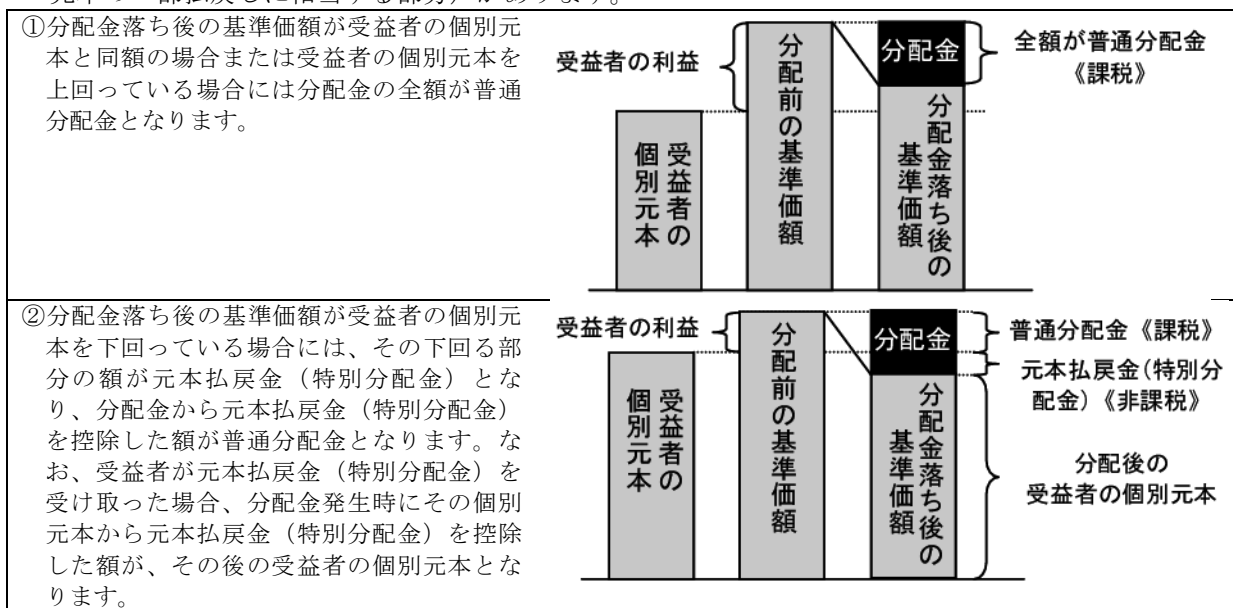 ①分配金落ち後の基準価額が受益者の個別元
本と同額の場合または受益者の個別元本を
上回っている場合には分配金の全額が普通
分配金となります。
受益者の利益
受益者の
個別元本
分配前の基準価額
分配金
分配金落ち後の
基準価額
全額が普通分配金
《課税》
②分配金落ち後の基準価額が受益者の個別元
本を下回っている場合には、その下回る部
分の額が元本払戻金（特別分配金）とな
り、分配金から元本払戻金（特別分配金）
を控除した額が普通分配金となります。な
お、受益者が元本払戻金（特別分配金）を
受け取った場合、分配金発生時にその個別
元本から元本払戻金（特別分配金）を控除
した額が、その後の受益者の個別元本とな
ります。
受益者の利益
受益者の
個別元本
分配前の基準価額
分配金
分配金落ち後の
基準価額
普通分配金《課税》
元本払戻金（特別分
配金）《非課税》
分配後の
受益者の個別元本